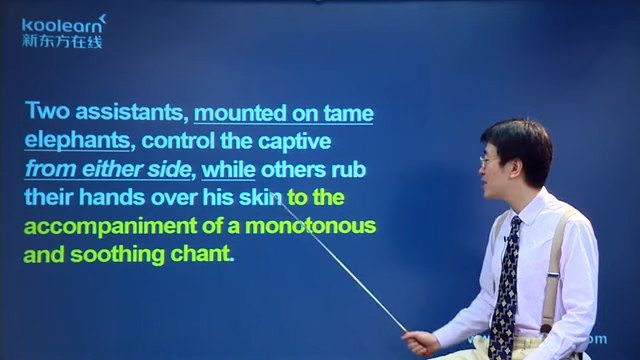 koolearn
新东方在线
Two assistants, mounted on tame
elephants, control the captive
from either side, while others rub
their hands over his skin to the
accompaniment of a monotonous
and soothing chant.